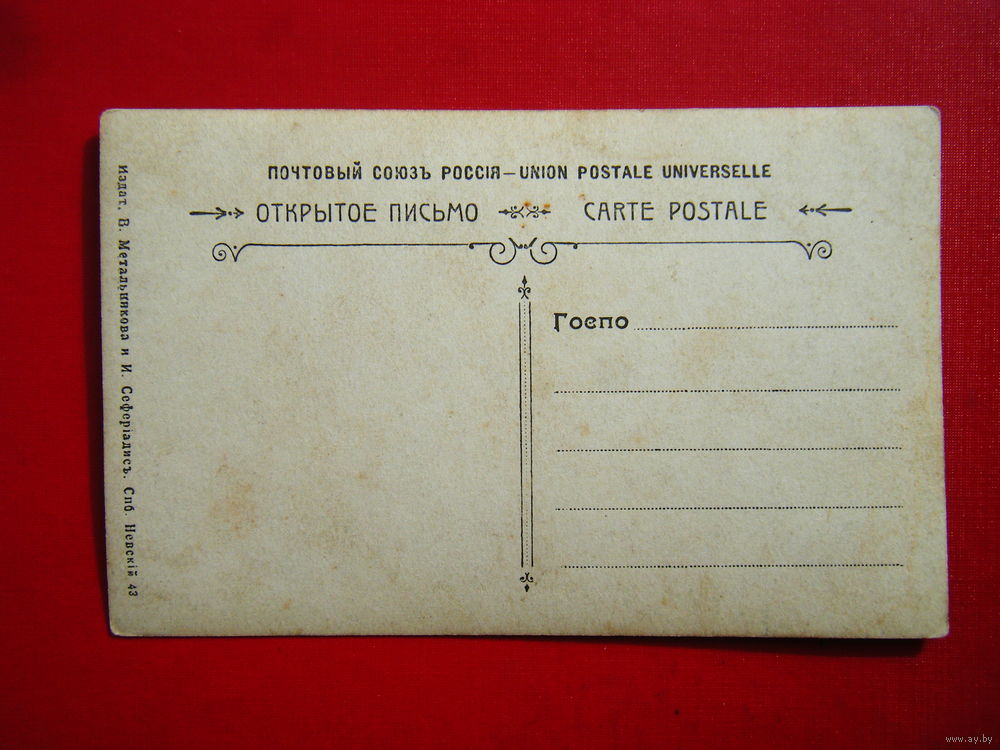 ПОЧТОВЫЙ СОЮЗЪ РОССІЯ—UNION POSTALE UNIVERSELLE
ОТКРЫТОЕ ПИСЬМО CARTE POSTALE
Госпо
Издат. В. Метальникова и И. Сеферіадисъ. Спб. Невскій 43
www.ay.by